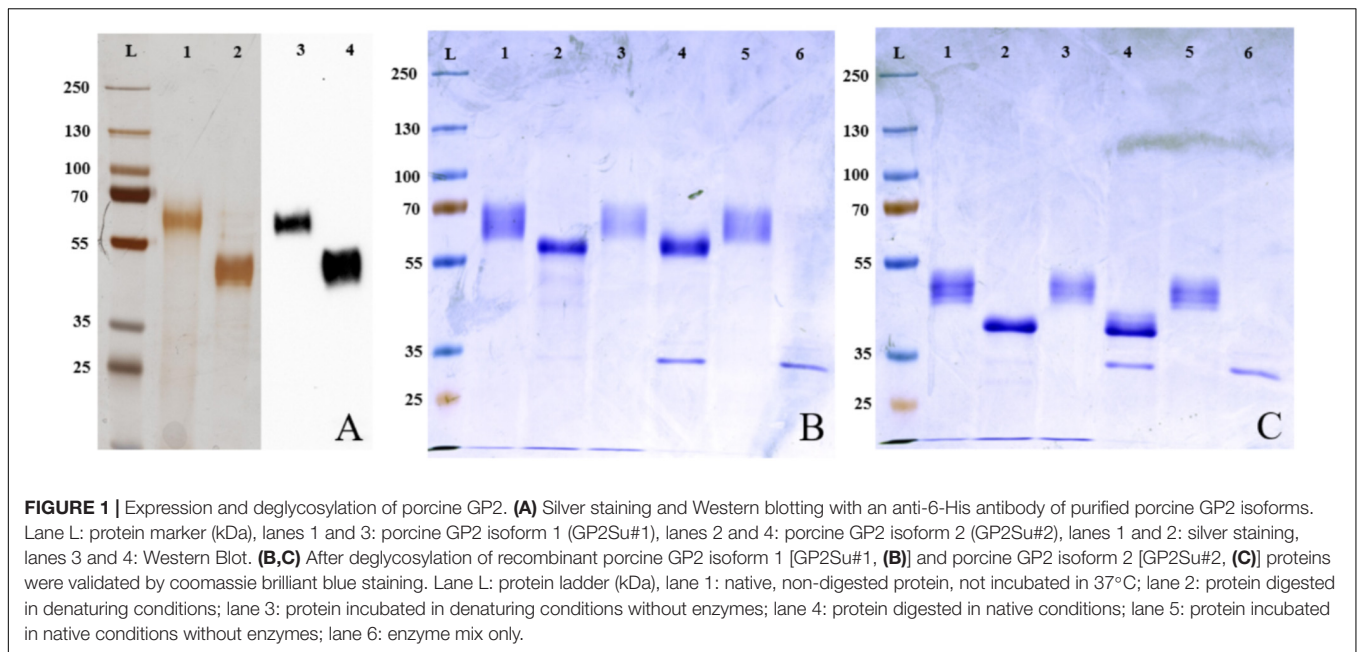 L 1 2 3 4
250
130
100
70
55
35
25
A
L 1 2 3 4 5 6
250
130
100
70
55
35
25
B
L 1 2 3 4 5 6
250
130
100
70
55
35
25
C
FIGURE 1 | Expression and deglycosylation of porcine GP2. (A) Silver staining and Western blotting with an anti-6-His antibody of purified porcine GP2 isoforms.
Lane L: protein marker (kDa), lanes 1 and 3: porcine GP2 isoform 1 (GP2Su#1), lanes 2 and 4: porcine GP2 isoform 2 (GP2Su#2), lanes 1 and 2: silver staining,
lanes 3 and 4: Western Blot. (B,C) After deglycosylation of recombinant porcine GP2 isoform 1 [GP2Su#1, (B)] and porcine GP2 isoform 2 [GP2Su#2, (C)] proteins
were validated by coomassie brilliant blue staining. Lane L: protein ladder (kDa), lane 1: native, non-digested protein, not incubated in 37°C; lane 2: protein digested
in denaturing conditions; lane 3: protein incubated in denaturing conditions without enzymes; lane 4: protein digested in native conditions; lane 5: protein incubated
in native conditions without enzymes; lane 6: enzyme mix only.